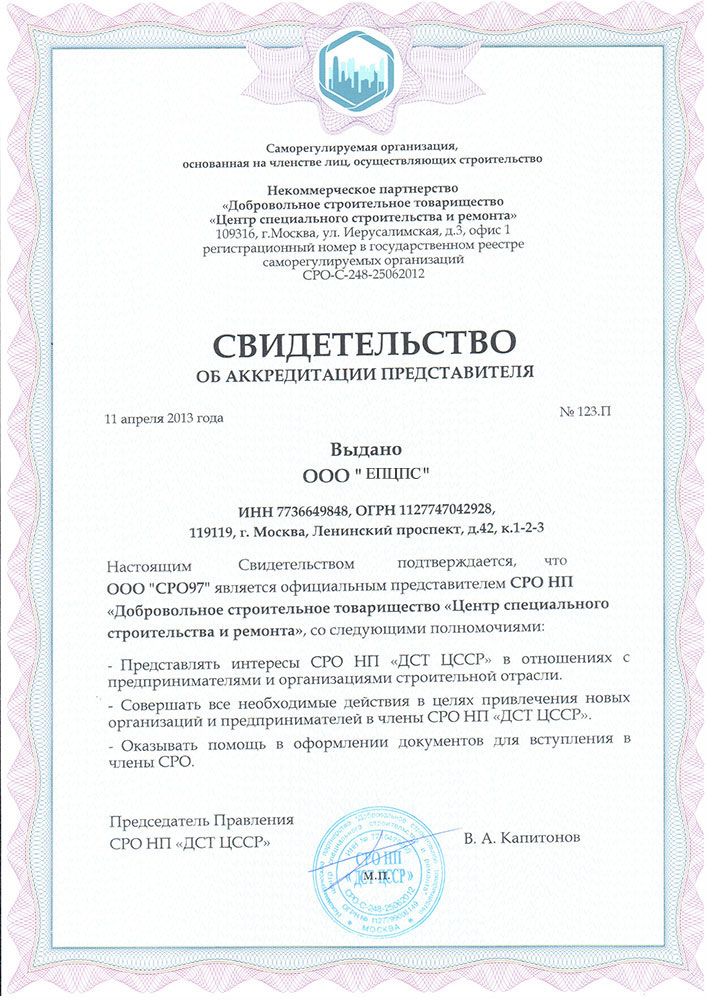 Саморегулируемая организация,
основанная на членстве лиц, осуществляющих строительство
Некоммерческое партнерство
«Добровольное строительное товарищество
«Центр специального строительства и ремонта»
109316, г.Москва, ул. Иерусалимская, д.3, офис 1
регистрационный номер в государственном реестре
саморегулируемых организаций
СРО-С-248-25062012
СВИДЕТЕЛЬСТВО
ОБ АККРЕДИТАЦИИ ПРЕДСТАВИТЕЛЯ
11 апреля 2013 года
№ 123.П
Выдано
ООО " ЕПЦПС"
ИНН 7736649848, ОГРН 1127747042928,
119119, г. Москва, Ленинский проспект, д.42, к.1-2-3
Настоящим Свидетельством подтверждается, что
ООО "СРО97" является официальным представителем СРО НП
«Добровольное строительное товарищество «Центр специального
строительства и ремонта», со следующими полномочиями:
- Представлять интересы СРО НП «ДСТ ЦССР» в отношениях с
предпринимателями и организациями строительной отрасли.
- Совершать все необходимые действия в целях привлечения новых
организаций и предпринимателей в члены СРО НП «ДСТ ЦССР».
- Оказывать помощь в оформлении документов для вступления в
члены СРО.
Председатель Правления
СРО НП «ДСТ ЦССР»
В. А. Капитонов
СРО НП
«ДСТ ЦССР»
М.П.
СРО-С-248-25062012
МОСКВА